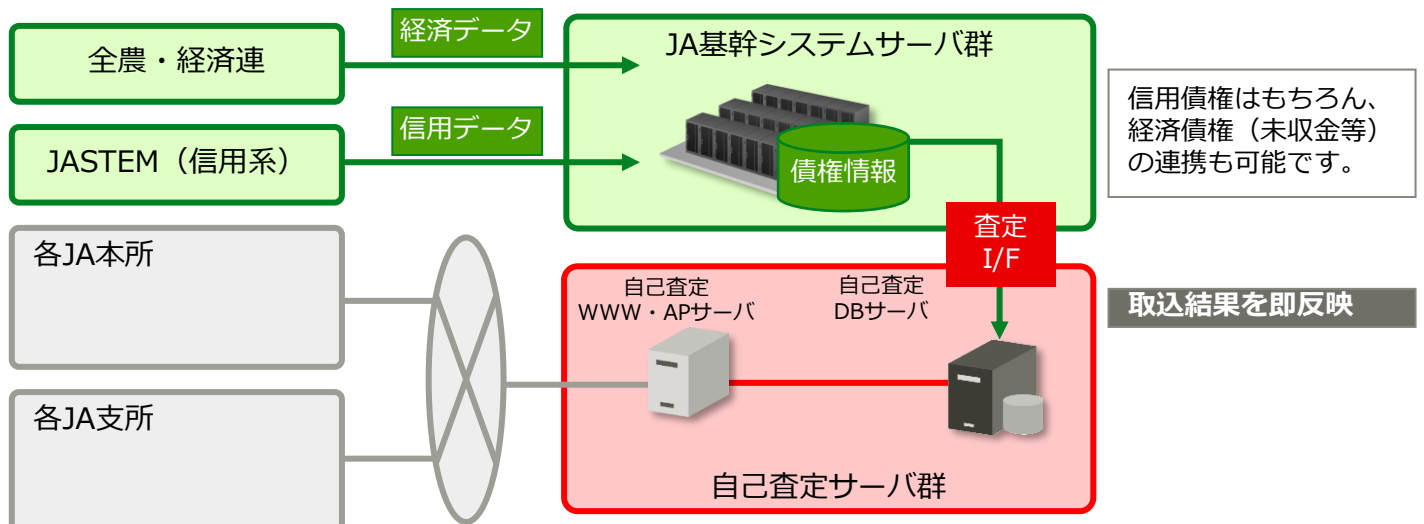 全農・経済連
経済データ
JA基幹システムサーバ群
信用データ
JASTEM（信用系）
債権情報
信用債権はもちろん、
経済債権（未収金等）
の連携も可能です。
査定
I/F
各JA本所
自己査定
WWW・APサーバ
自己査定
DBサーバ
取込結果を即反映
各JA支所
自己査定サーバ群